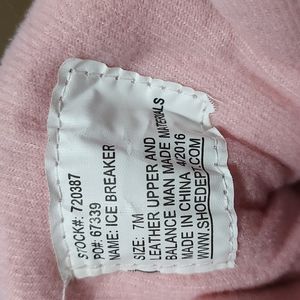 STOCK#: 720387
PO#: 67339
NAME: ICE BREAKER
SIZE: 7M
LEATHER UPPER AND
BALANCE MAN MADE MATERIALS
MADE IN CHINA 4/2016
WWW.SHOEDEPT.COM